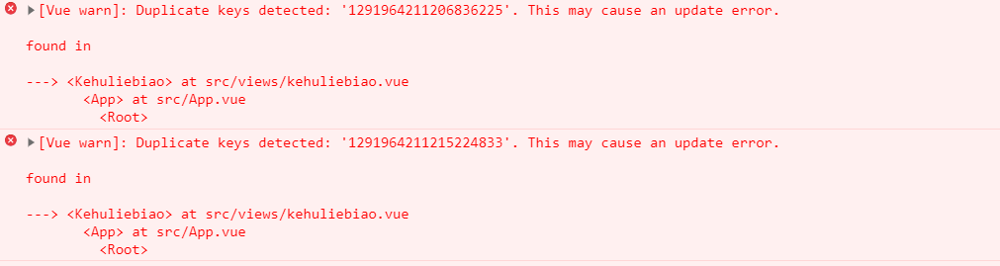 [Vue warn]: Duplicate keys detected: '1291964211206836225'. This may cause an update error.
found in
---> <Kehuliebiao> at src/views/kehuliebiao.vue
<App> at src/App.vue
<Root>
[Vue warn]: Duplicate keys detected: '1291964211215224833'. This may cause an update error.
found in
---> <Kehuliebiao> at src/views/kehuliebiao.vue
<App> at src/App.vue
<Root>